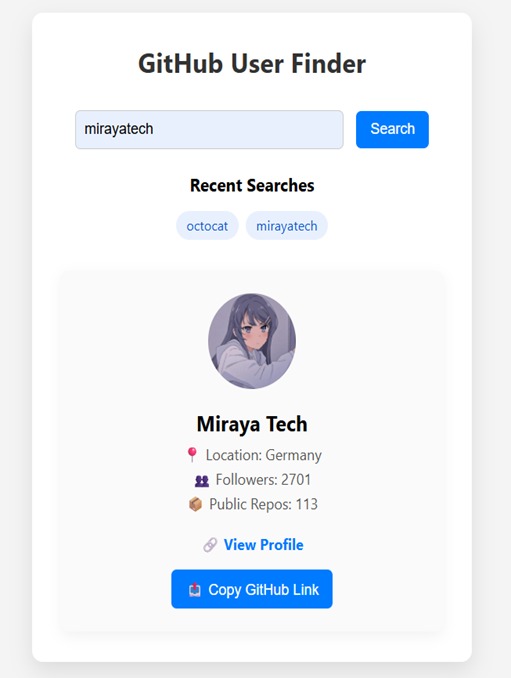 GitHub User Finder
mirayatech Search
Recent Searches
octocat mirayatech
Miraya Tech
📍 Location: Germany
👥 Followers: 2701
📦 Public Repos: 113
🔗 View Profile
📤 Copy GitHub Link